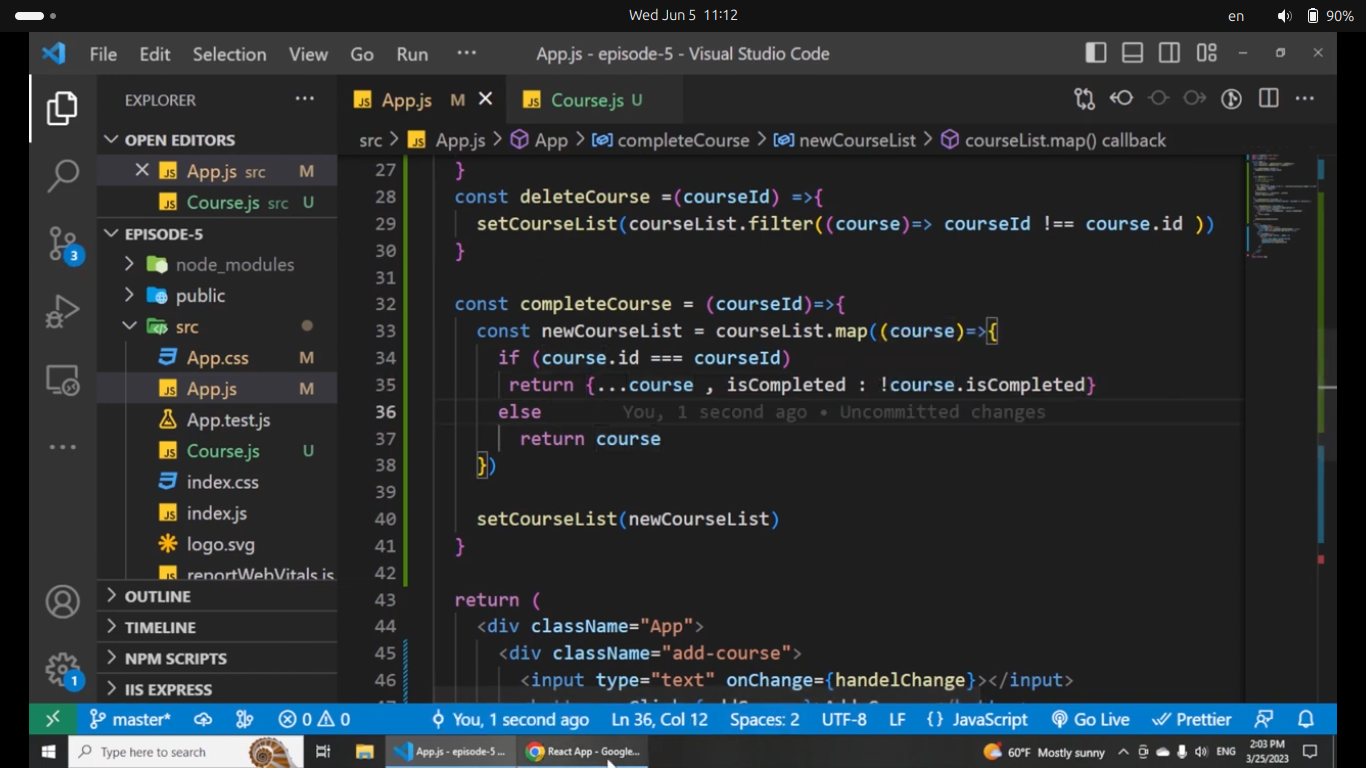 Wed Jun 5 11:12
en
90%
File Edit Selection View Go Run ··· App.js - episode-5 - Visual Studio Code
EXPLORER ···
App.js M
Course.js U
src > App.js > App > completeCourse > newCourseList > courseList.map() callback
OPEN EDITORS
App.js src M
Course.js src U
EPISODE-5
node_modules
public
src
App.css M
App.js M
App.test.js
Course.js U
index.css
index.js
logo.svg
reportWebVitals.js
OUTLINE
TIMELINE
NPM SCRIPTS
IIS EXPRESS
3
1
27 }
28 const deleteCourse =(courseId) =>{
29 setCourseList(courseList.filter((course)=> courseId !== course.id ))
30 }
31
32 const completeCourse = (courseId)=>{
33 const newCourseList = courseList.map((course)=>{
34 if (course.id === courseId)
35 return {...course , isCompleted : !course.isCompleted}
36 else You, 1 second ago • Uncommitted changes
37 return course
38 })
39
40 setCourseList(newCourseList)
41 }
42
43 return (
44 <div className="App">
45 <div className="add-course">
46 <input type="text" onChange={handelChange}></input>
master* 0 0 You, 1 second ago Ln 36, Col 12 Spaces: 2 UTF-8 LF {} JavaScript Go Live Prettier
Type here to search
App.js - episode-5 ...
React App - Google...
60°F Mostly sunny
ENG
2:03 PM
3/25/2023